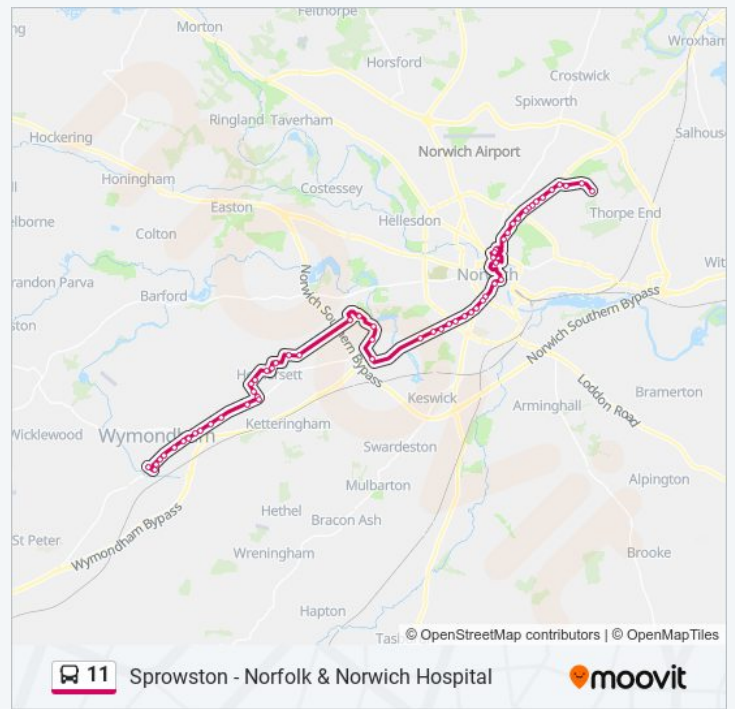 Felthorpe
Morton
Wroxham
Horsford
Crostwick
Spixworth
Ringland
Taverham
Hockering
Salhouse
Norwich Airport
Honingham
Costessey
Thorpe End
Easton
Hellesdon
Colton
Norwich
Barford
Norwich Southern Bypass
Norwich Southern Bypass
Hethersett
Keswick
Loddon Road
Bramerton
Arminghall
Wicklewood
Wymondham
Ketteringham
Swardeston
Mulbarton
Alpington
Hethel
Bracon Ash
St Peter
Wymondham Bypass
Wreningham
Brooke
Hapton
© OpenStreetMap contributors | © OpenMapTiles
11 Sprowston - Norfolk & Norwich Hospital
moovit